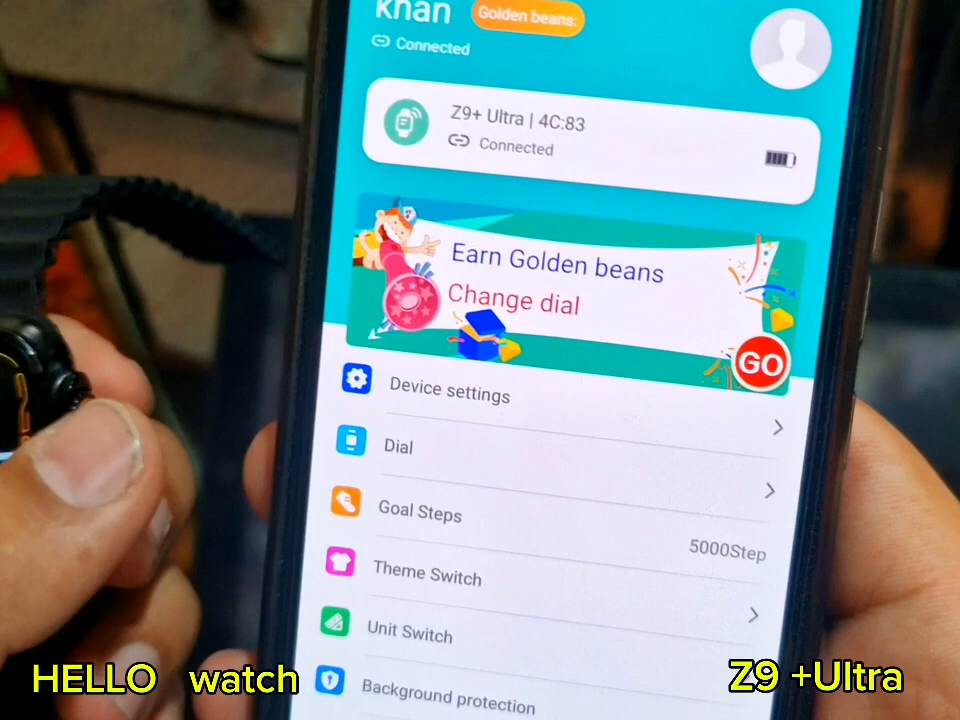 khan Golden beans:
Connected
Z9+ Ultra | 4C:83
Connected
Earn Golden beans
Change dial
GO
Device settings
Dial
Goal Steps 5000Step
Theme Switch
Unit Switch
Background protection
HELLO watch Z9 +Ultra